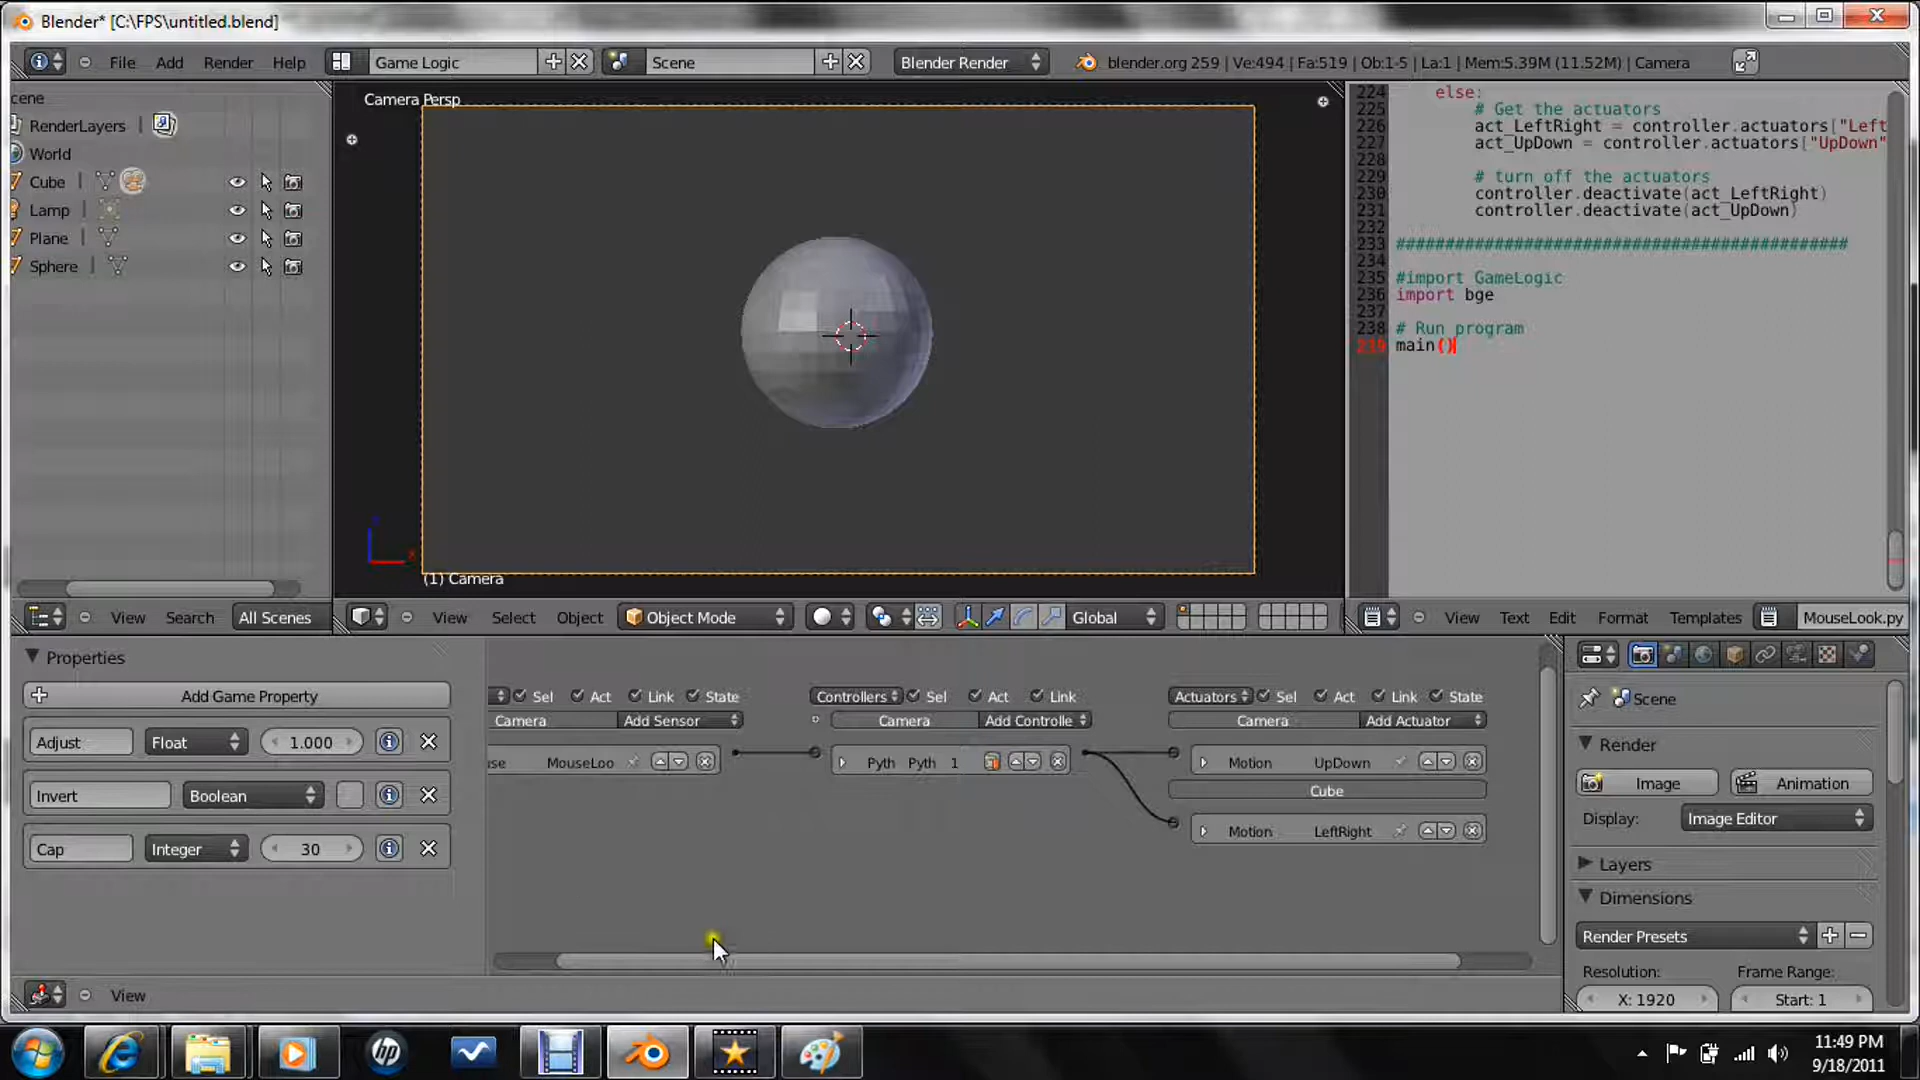 Blender* [C:\FPS\untitled.blend]
File Add Render Help Game Logic Scene Blender Render blender.org 259 | Ve:494 | Fa:519 | Ob:1-5 | La:1 | Mem:5.39M (11.52M) | Camera
cene
RenderLayers |
World
Cube |
Lamp |
Plane |
Sphere |
View Search All Scenes
Camera Persp
(1) Camera
View Select Object Object Mode Global
224 else:
225 # Get the actuators
226 act_LeftRight = controller.actuators["Left
227 act_UpDown = controller.actuators["UpDown"
228
229 # turn off the actuators
230 controller.deactivate(act_LeftRight)
231 controller.deactivate(act_UpDown)
232
233 ##############################################
234
235 #import GameLogic
236 import bge
237
238 # Run program
239 main()
View Text Edit Format Templates MouseLook.py
Properties
Add Game Property
Adjust Float 1.000
Invert Boolean
Cap Integer 30
Sel Act Link State
Camera Add Sensor
se MouseLoo
Controllers Sel Act Link
Camera Add Controlle
Pyth Pyth 1
Actuators Sel Act Link State
Camera Add Actuator
Motion UpDown
Cube
Motion LeftRight
View
Scene
Render
Image Animation
Display: Image Editor
Layers
Dimensions
Render Presets
Resolution: Frame Range:
X: 1920 Start: 1
11:49 PM
9/18/2011